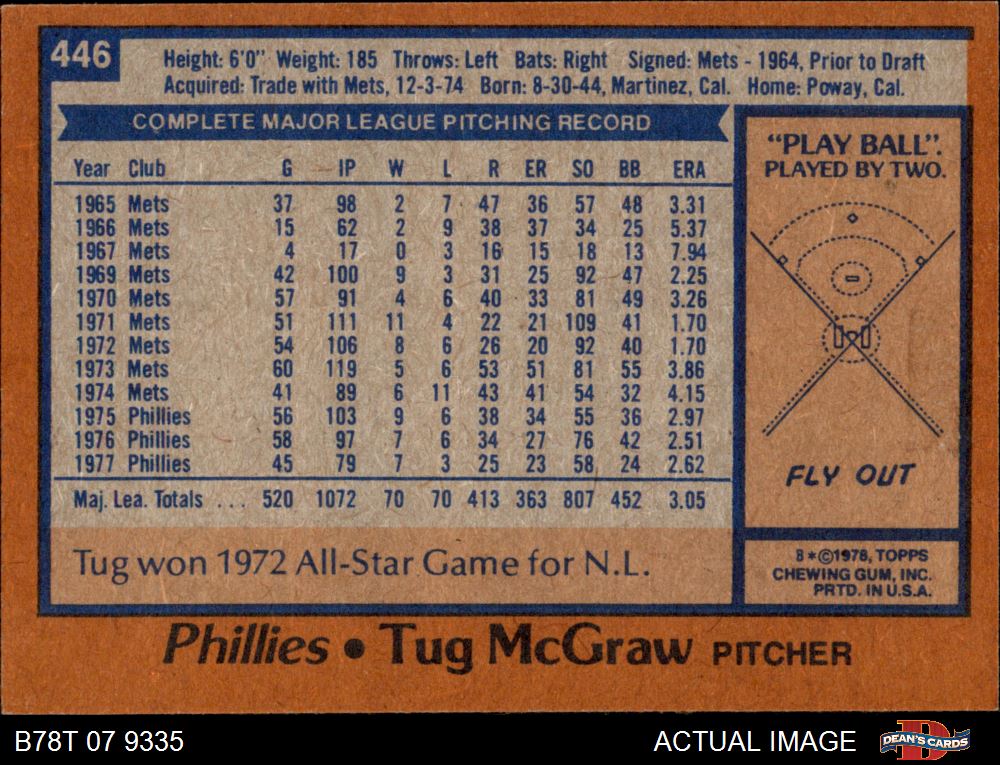 446
Height: 6'0" Weight: 185 Throws: Left Bats: Right Signed: Mets - 1964, Prior to Draft
Acquired: Trade with Mets, 12-3-74 Born: 8-30-44, Martinez, Cal. Home: Poway, Cal.
COMPLETE MAJOR LEAGUE PITCHING RECORD
Year Club G IP W L R ER SO BB ERA
1965 Mets 37 98 2 7 47 36 57 48 3.31
1966 Mets 15 62 2 9 38 37 34 25 5.37
1967 Mets 4 17 0 3 16 15 18 13 7.94
1969 Mets 42 100 9 3 31 25 92 47 2.25
1970 Mets 57 91 4 6 40 33 81 49 3.26
1971 Mets 51 111 11 4 22 21 109 41 1.70
1972 Mets 54 106 8 6 26 20 92 40 1.70
1973 Mets 60 119 5 6 53 51 81 55 3.86
1974 Mets 41 89 6 11 43 41 54 32 4.15
1975 Phillies 56 103 9 6 38 34 55 36 2.97
1976 Phillies 58 97 7 6 34 27 76 42 2.51
1977 Phillies 45 79 7 3 25 23 58 24 2.62
Maj. Lea. Totals ... 520 1072 70 70 413 363 807 452 3.05
Tug won 1972 All-Star Game for N.L.
"PLAY BALL".
PLAYED BY TWO.
FLY OUT
8*©1978, TOPPS
CHEWING GUM, INC.
PRTD. IN U.S.A.
Phillies • Tug McGraw PITCHER
B78T 07 9335
ACTUAL IMAGE
DEAN'S CARDS